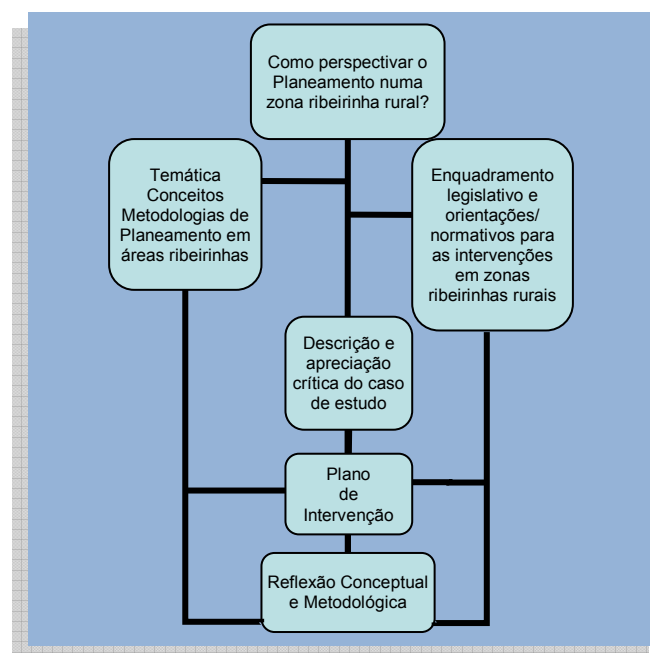 Como perspectivar o
Planeamento numa
zona ribeirinha rural?
Temática
Conceitos
Metodologias de
Planeamento em
áreas ribeirinhas
Enquadramento
legislativo e
orientações/
normativos para
as intervenções
em zonas
ribeirinhas rurais
Descrição e
apreciação
crítica do caso
de estudo
Plano
de
Intervenção
Reflexão Conceptual
e Metodológica